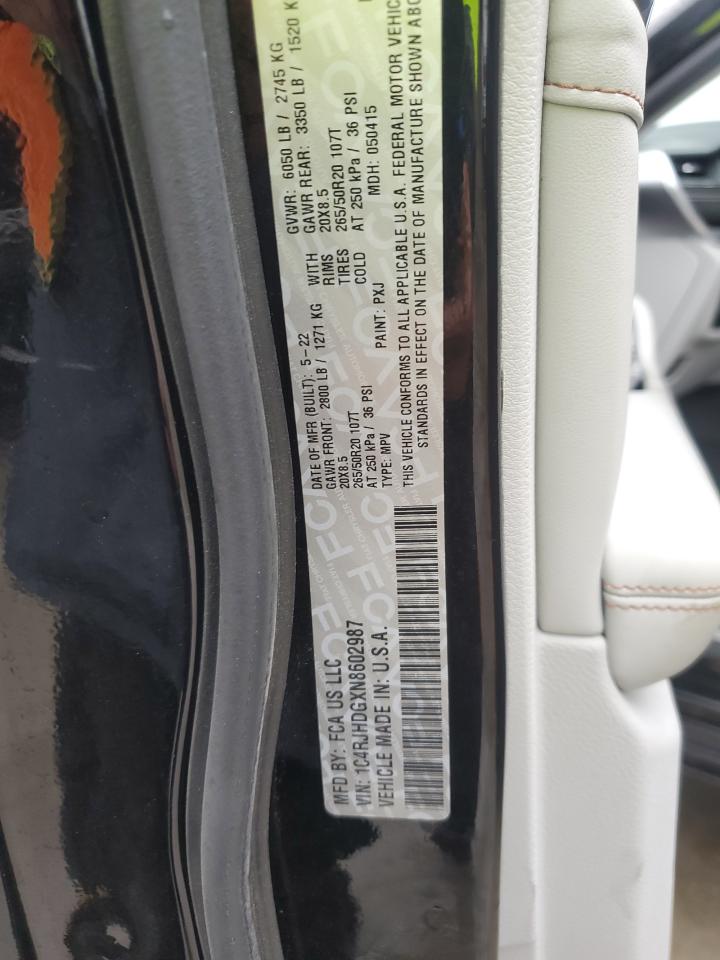 MFD BY: FCA US LLC
DATE OF MFR (BUILT): 5-22
GVWR: 6050 LB / 2745 KG
GAWR FRONT: 2800 LB / 1271 KG
WITH
GAWR REAR: 3350 LB / 1520 K
20X8.5
RIMS
20X8.5
265/50R20 107T
TIRES
265/50R20 107T
AT 250 kPa / 36 PSI
COLD
AT 250 kPa / 36 PSI
VIN: 1C4RJHDGXN8602987
TYPE: MPV
PAINT: PXJ
MDH: 050415
VEHICLE MADE IN: U.S.A.
THIS VEHICLE CONFORMS TO ALL APPLICABLE U.S.A. FEDERAL MOTOR VEHIC
STANDARDS IN EFFECT ON THE DATE OF MANUFACTURE SHOWN ABO